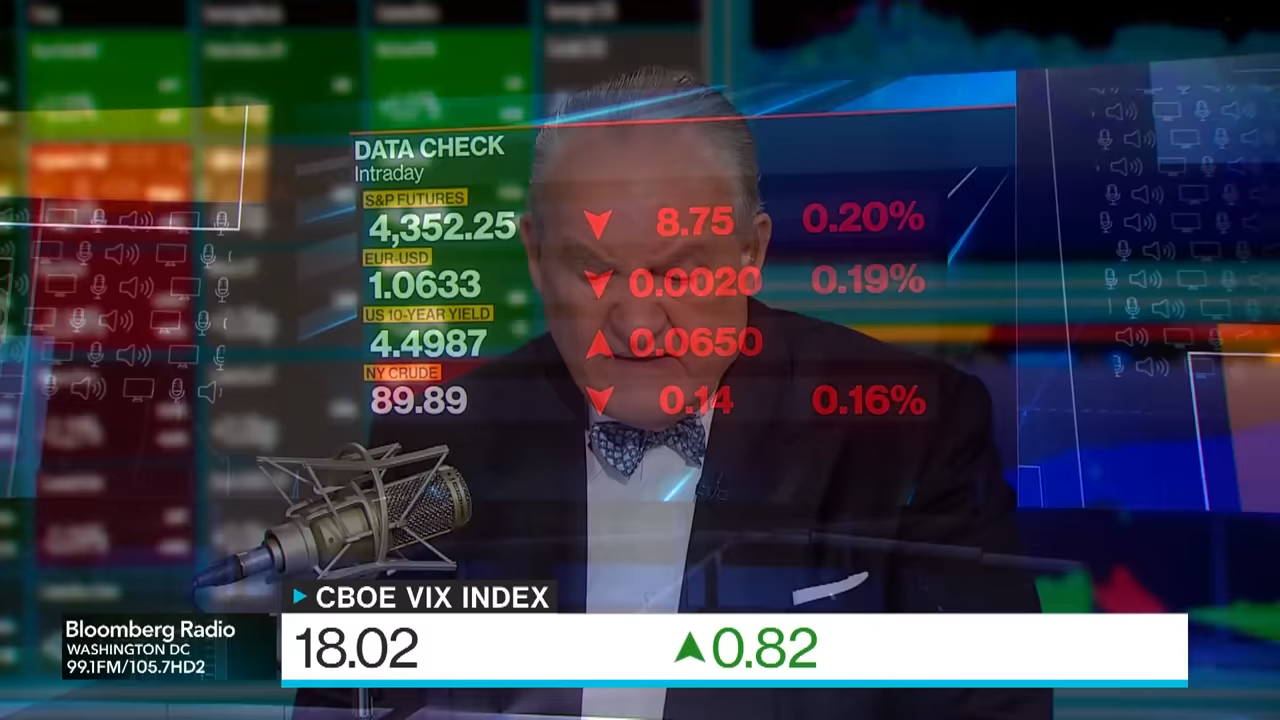 DATA CHECK
Intraday
S&P FUTURES
4,352.25 8.75 0.20%
EUR-USD
1.0633 0.0020 0.19%
US 10-YEAR YIELD
4.4987 0.0650
NY CRUDE
89.89 0.14 0.16%
CBOE VIX INDEX
Bloomberg Radio
WASHINGTON DC
99.1FM/105.7HD2
18.02 0.82